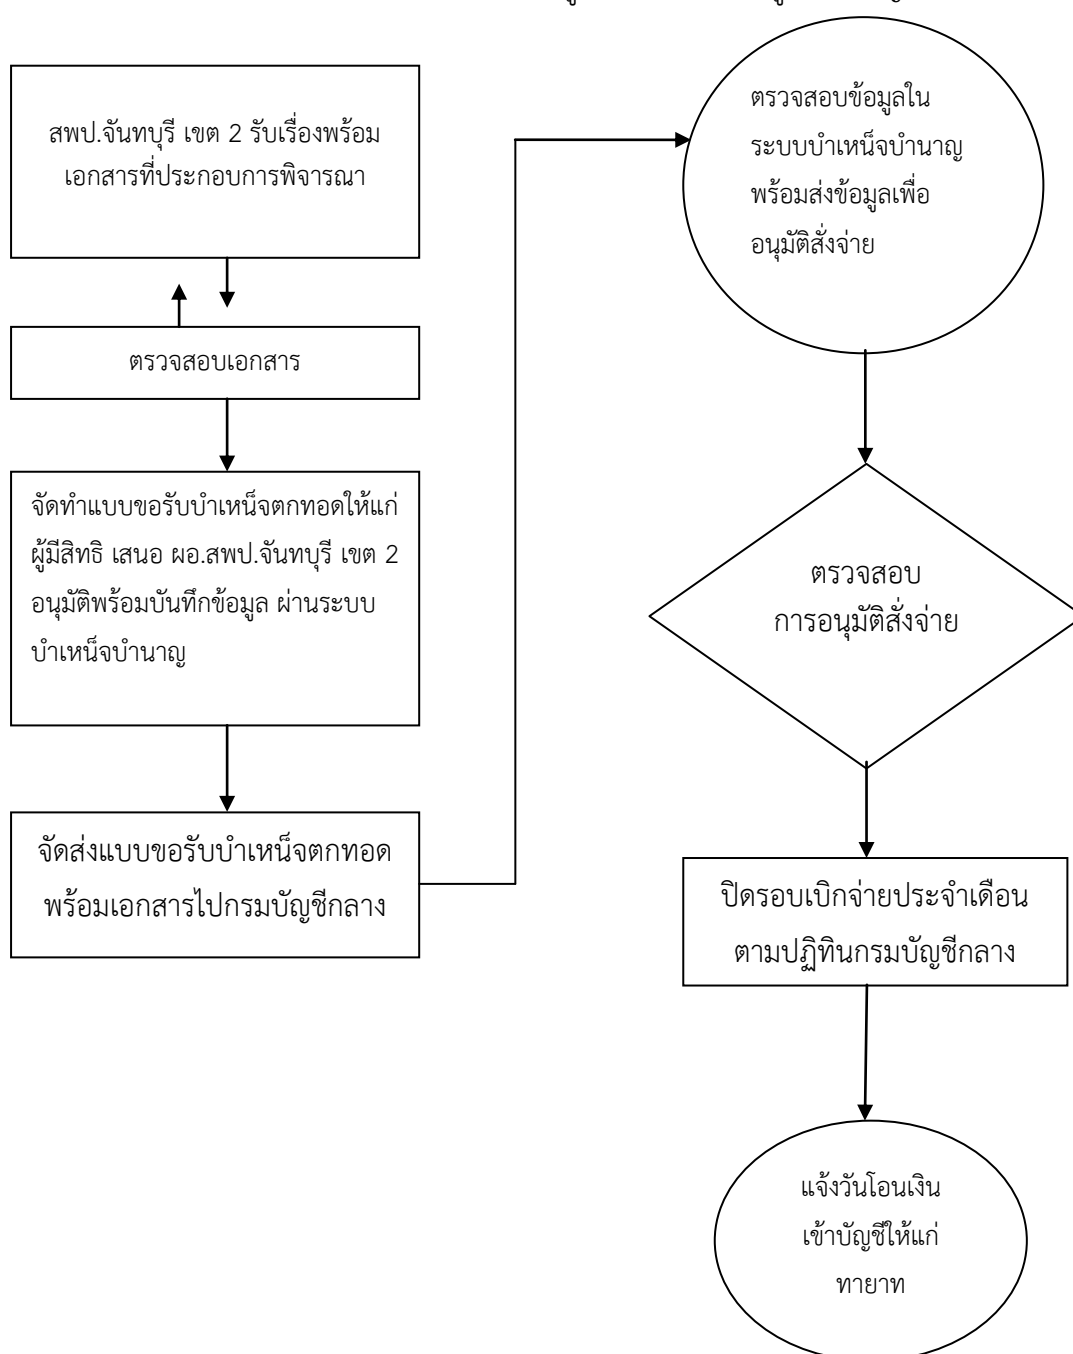 สพป.จันทบุรี เขต 2 รับเรื่องพร้อม
เอกสารที่ประกอบการพิจารณา
ตรวจสอบเอกสาร
จัดทำแบบขอรับบำเหน็จตกทอดให้แก่
ผู้มีสิทธิ เสนอ ผอ.สพป.จันทบุรี เขต 2
อนุมัติพร้อมบันทึกข้อมูล ผ่านระบบ
บำเหน็จบำนาญ
จัดส่งแบบขอรับบำเหน็จตกทอด
พร้อมเอกสารไปกรมบัญชีกลาง
ตรวจสอบข้อมูลใน
ระบบบำเหน็จบำนาญ
พร้อมส่งข้อมูลเพื่อ
อนุมัติสั่งจ่าย
ตรวจสอบ
การอนุมัติสั่งจ่าย
ปิดรอบเบิกจ่ายประจำเดือน
ตามปฏิทินกรมบัญชีกลาง
แจ้งวันโอนเงิน
เข้าบัญชีให้แก่
ทายาท